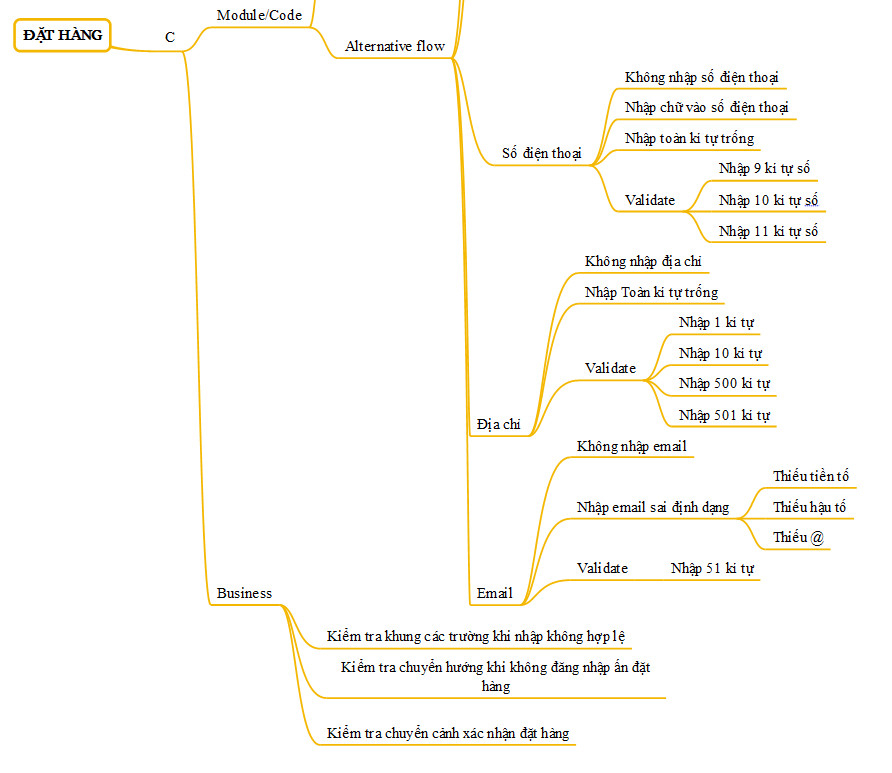 ĐẶT HÀNG
C
Module/Code
Alternative flow
Số điện thoại
Không nhập số điện thoại
Nhập chữ vào số điện thoại
Nhập toàn kí tự trống
Validate
Nhập 9 kí tự số
Nhập 10 kí tự số
Nhập 11 kí tự số
Địa chỉ
Không nhập địa chỉ
Nhập Toàn kí tự trống
Validate
Nhập 1 kí tự
Nhập 10 kí tự
Nhập 500 kí tự
Nhập 501 kí tự
Email
Không nhập email
Nhập email sai định dạng
Thiếu tiền tố
Thiếu hậu tố
Thiếu @
Validate
Nhập 51 kí tự
Business
Kiểm tra khung các trường khi nhập không hợp lệ
Kiểm tra chuyển hướng khi không đăng nhập ấn đặt
hàng
Kiểm tra chuyển cảnh xác nhận đặt hàng